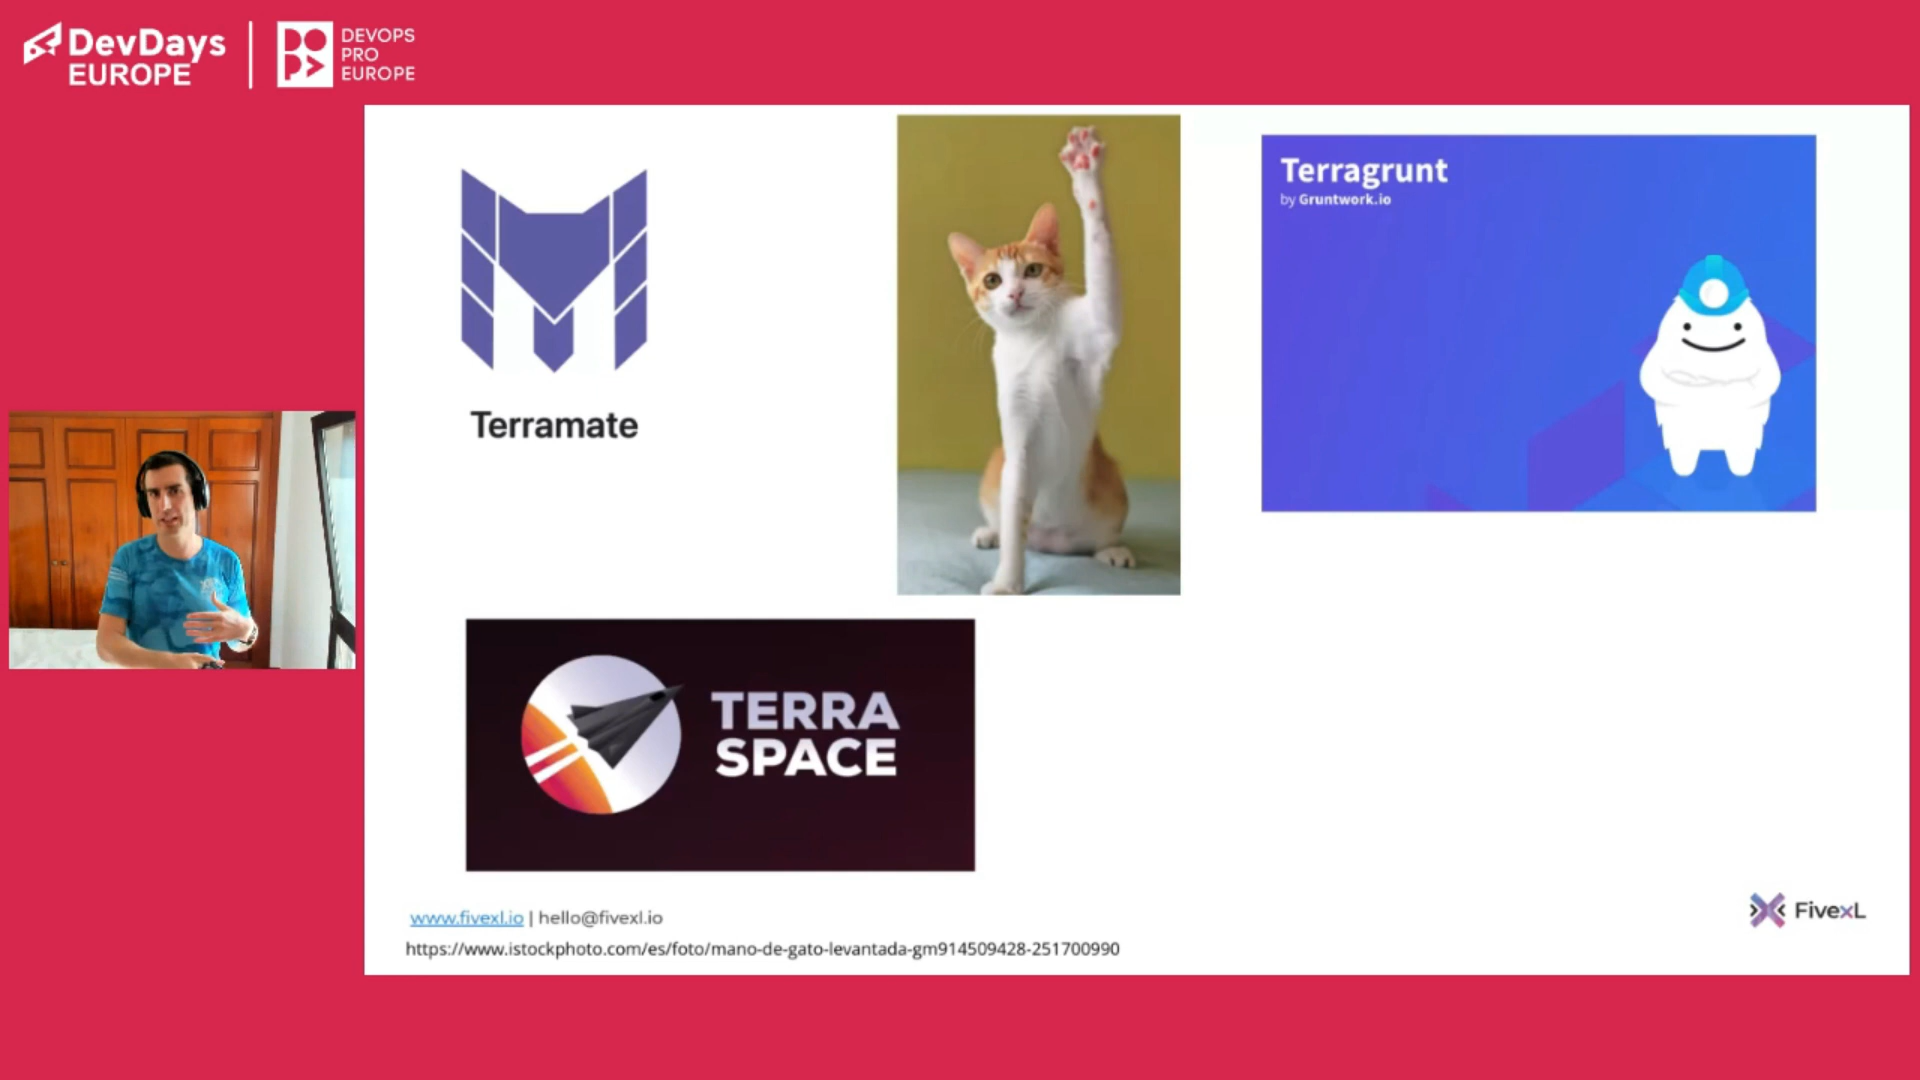 DevDays
EUROPE
DEVOPS
PRO
EUROPE
Terramate
Terragrunt
by Gruntwork.io
TERRA
SPACE
www.fivexl.io | hello@fivexl.io
https://www.istockphoto.com/es/foto/mano-de-gato-levantada-gm914509428-251700990
FivexL